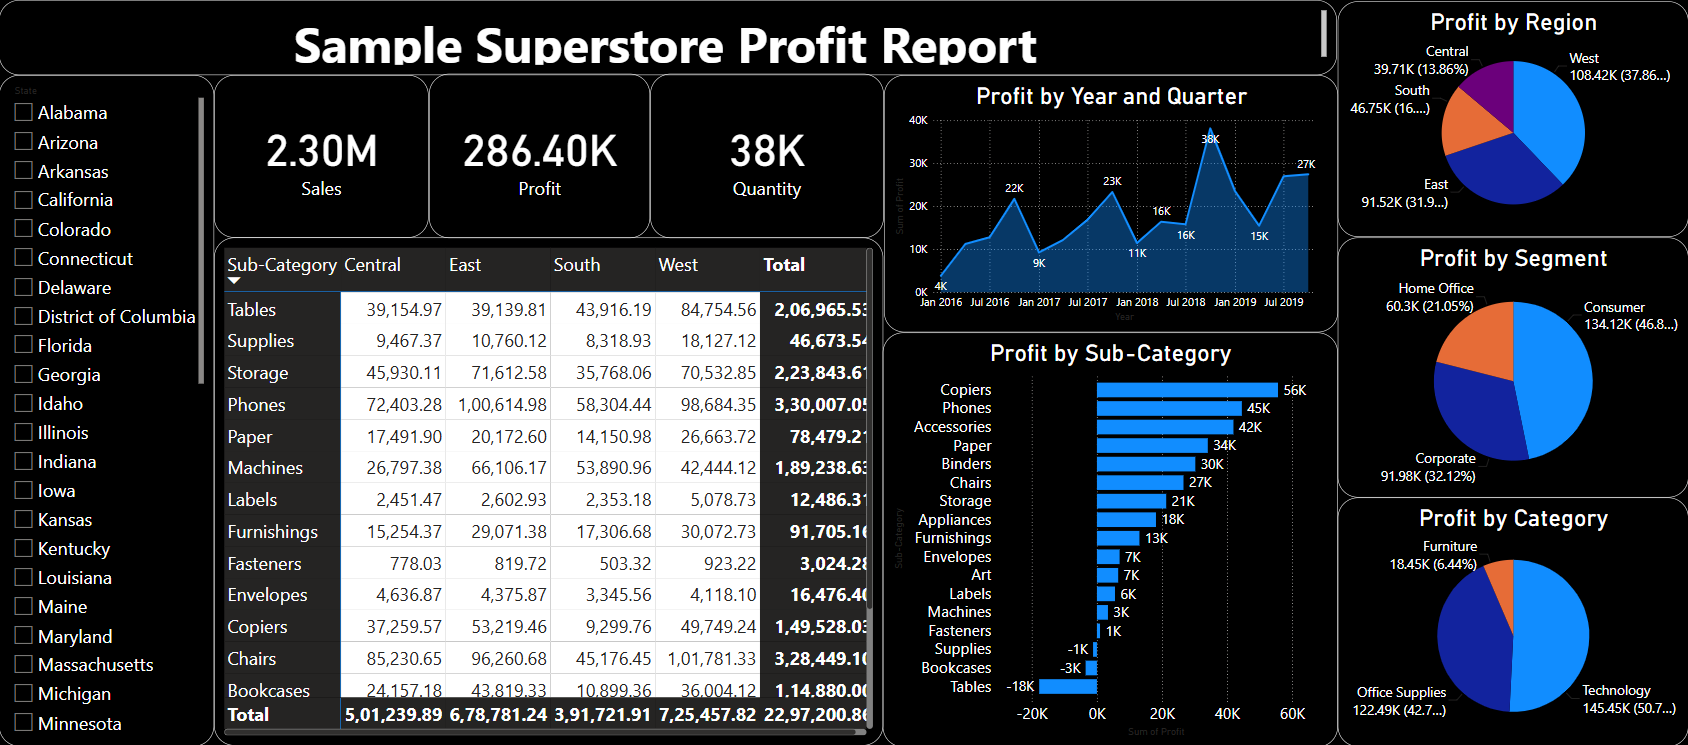 Sample Superstore Profit Report
State
Alabama
Arizona
Arkansas
California
Colorado
Connecticut
Delaware
District of Columbia
Florida
Georgia
Idaho
Illinois
Indiana
Iowa
Kansas
Kentucky
Louisiana
Maine
Maryland
Massachusetts
Michigan
Minnesota
2.30M
Sales
286.40K
Profit
38K
Quantity
Sub-Category Central East South West Total
Tables 39,154.97 39,139.81 43,916.19 84,754.56 2,06,965.53
Supplies 9,467.37 10,760.12 8,318.93 18,127.12 46,673.54
Storage 45,930.11 71,612.58 35,768.06 70,532.85 2,23,843.61
Phones 72,403.28 1,00,614.98 58,304.44 98,684.35 3,30,007.05
Paper 17,491.90 20,172.60 14,150.98 26,663.72 78,479.21
Machines 26,797.38 66,106.17 53,890.96 42,444.12 1,89,238.63
Labels 2,451.47 2,602.93 2,353.18 5,078.73 12,486.31
Furnishings 15,254.37 29,071.38 17,306.68 30,072.73 91,705.16
Fasteners 778.03 819.72 503.32 923.22 3,024.28
Envelopes 4,636.87 4,375.87 3,345.56 4,118.10 16,476.40
Copiers 37,259.57 53,219.46 9,299.76 49,749.24 1,49,528.03
Chairs 85,230.65 96,260.68 45,176.45 1,01,781.33 3,28,449.10
Bookcases 24,157.18 43,819.33 10,899.36 36,004.12 1,14,880.00
Total 5,01,239.89 6,78,781.24 3,91,721.91 7,25,457.82 22,97,200.86
Profit by Year and Quarter
Sum of Profit
40K
30K
20K
10K
0K
4K
22K
9K
23K
11K
16K
16K
38K
15K
27K
Jan 2016 Jul 2016 Jan 2017 Jul 2017 Jan 2018 Jul 2018 Jan 2019 Jul 2019
Year
Profit by Sub-Category
Sub-Category
Copiers 56K
Phones 45K
Accessories 42K
Paper 34K
Binders 30K
Chairs 27K
Storage 21K
Appliances 18K
Furnishings 13K
Envelopes 7K
Art 7K
Labels 6K
Machines 3K
Fasteners 1K
Supplies -1K
Bookcases -3K
Tables -18K
-20K 0K 20K 40K 60K
Sum of Profit
Profit by Region
Central
39.71K (13.86%)
West
108.42K (37.86...)
South
46.75K (16....)
East
91.52K (31.9...)
Profit by Segment
Home Office
60.3K (21.05%)
Consumer
134.12K (46.8...)
Corporate
91.98K (32.12%)
Profit by Category
Furniture
18.45K (6.44%)
Office Supplies
122.49K (42.7...)
Technology
145.45K (50.7...)